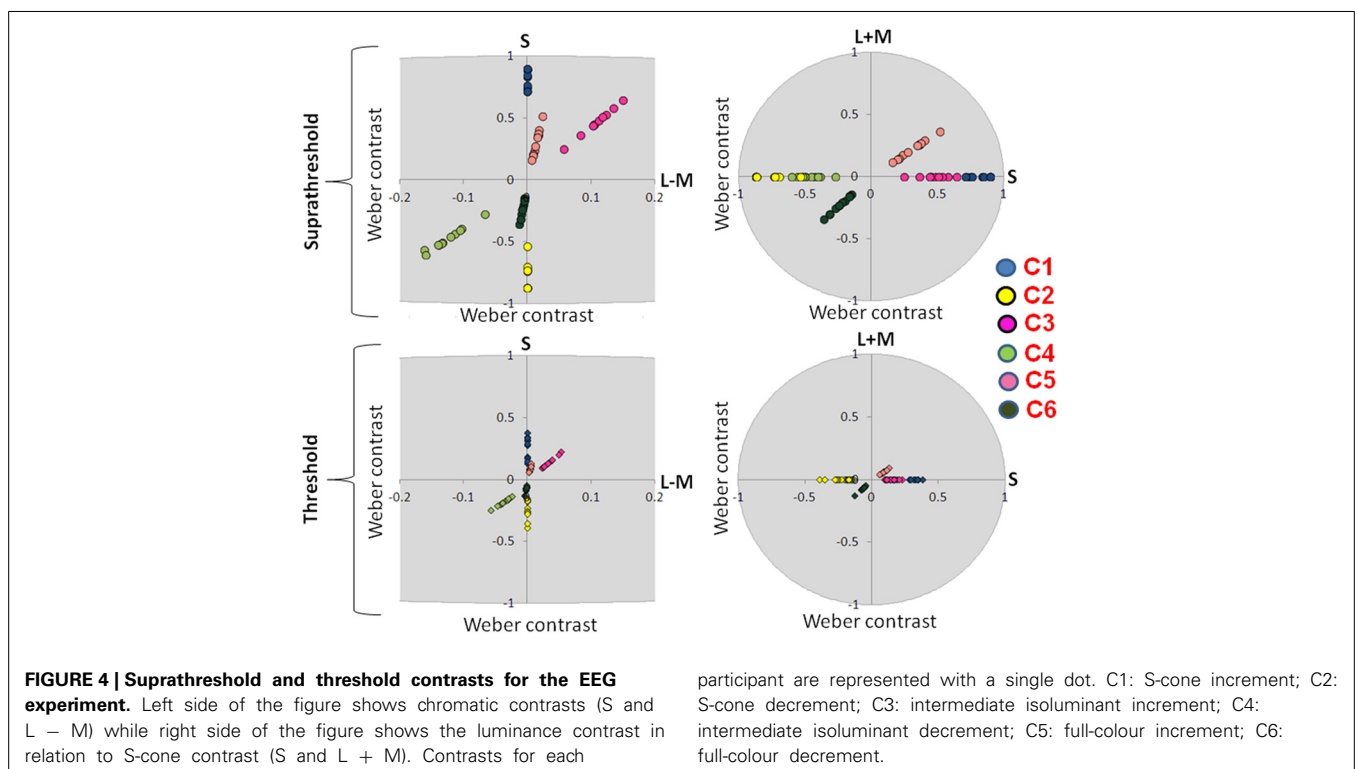 S
L+M
1
1
Suprathreshold
Weber contrast
0.5
Weber contrast
0.5
0
L-M
0
S
-0.2
-0.1
0
0.1
0.2
-1
-0.5
0
0.5
1
-0.5
-0.5
-1
-1
Weber contrast
Weber contrast
C1
C2
C3
C4
C5
C6
S
L+M
1
1
Threshold
Weber contrast
0.5
Weber contrast
0.5
0
L-M
0
S
-0.2
-0.1
0
0.1
0.2
-1
-0.5
0
0.5
1
-0.5
-0.5
-1
-1
Weber contrast
Weber contrast
FIGURE 4 | Suprathreshold and threshold contrasts for the EEG
experiment. Left side of the figure shows chromatic contrasts (S and
L − M) while right side of the figure shows the luminance contrast in
relation to S-cone contrast (S and L + M). Contrasts for each
participant are represented with a single dot. C1: S-cone increment; C2:
S-cone decrement; C3: intermediate isoluminant increment; C4:
intermediate isoluminant decrement; C5: full-colour increment; C6:
full-colour decrement.